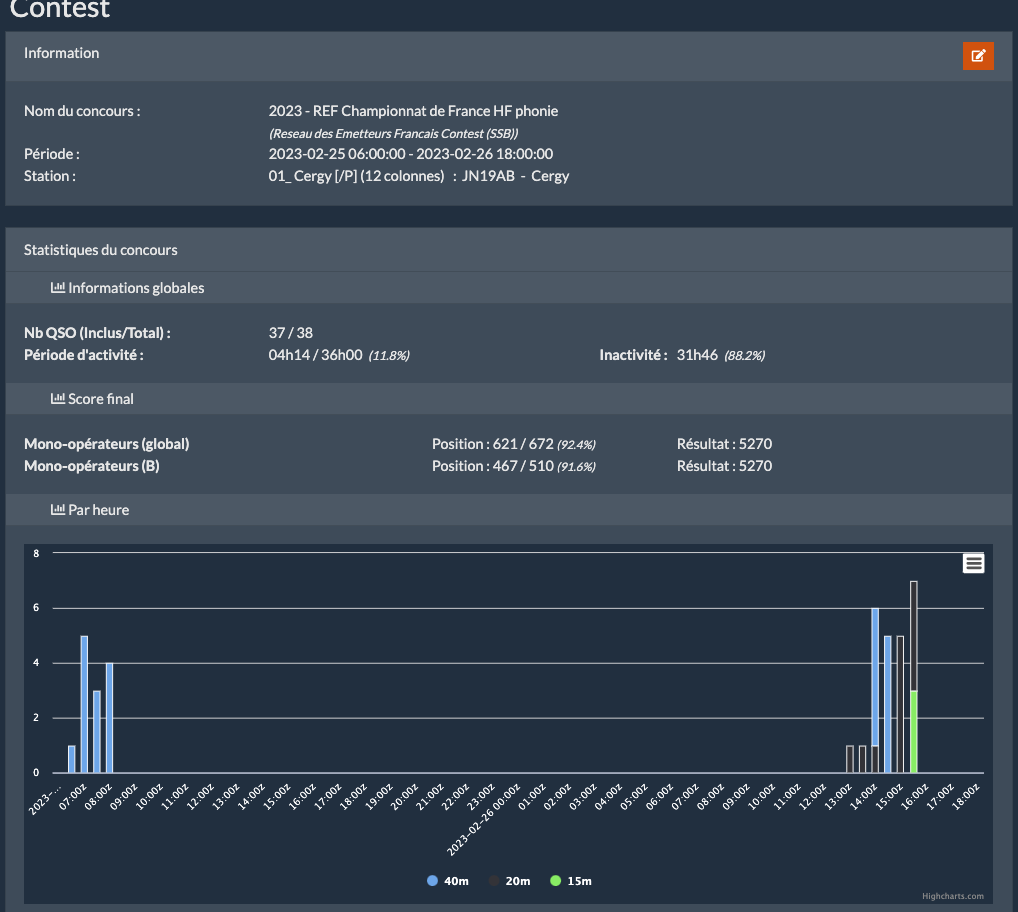 Contest
Information
Nom du concours : 2023 - REF Championnat de France HF phonie
(Reseau des Emetteurs Francais Contest (SSB))
Période : 2023-02-25 06:00:00 - 2023-02-26 18:00:00
Station : 01_ Cergy [/P] (12 colonnes) : JN19AB - Cergy
Statistiques du concours
Informations globales
Nb QSO (Inclus/Total) : 37 / 38
Période d'activité : 04h14 / 36h00 (11.8%) Inactivité : 31h46 (88.2%)
Score final
Mono-opérateurs (global) Position : 621 / 672 (92.4%) Résultat : 5270
Mono-opérateurs (B) Position : 467 / 510 (91.6%) Résultat : 5270
Par heure
8
6
4
2
0
2023-... 07:00z 08:00z 09:00z 10:00z 11:00z 12:00z 13:00z 14:00z 15:00z 16:00z 17:00z 18:00z 19:00z 20:00z 21:00z 22:00z 23:00z 2023-02-26 00:00z 01:00z 02:00z 03:00z 04:00z 05:00z 06:00z 07:00z 08:00z 09:00z 10:00z 11:00z 12:00z 13:00z 14:00z 15:00z 16:00z 17:00z 18:00z
40m 20m 15m
Highcharts.com